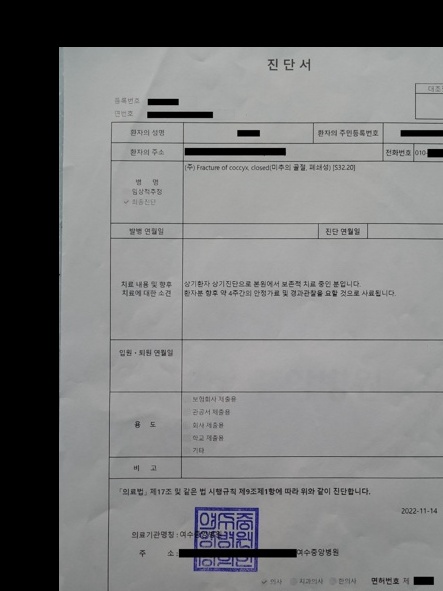 진 단 서
등록번호
연번호
환자의 성명 환자의 주민등록번호
환자의 주소 전화번호 010-
병 명
임상적추정
최종진단
(주) Fracture of coccyx, closed(미추의 골절, 폐쇄성) [S32.20]
발병 연월일 진단 연월일
치료 내용 및 향후
치료에 대한 소견
상기환자 상기진단으로 본원에서 보존적 치료 중인 분입니다.
환자분 향후 약 4주간의 안정가료 및 경과관찰을 요할 것으로 사료됩니다.
입원·퇴원 연월일
용 도
보험회사 제출용
관공서 제출용
회사 제출용
학교 제출용
기타
비 고
「의료법」 제17조 및 같은 법 시행규칙 제9조제1항에 따라 위와 같이 진단합니다.
2022-11-14
의료기관명칭 : 여수중앙병원
주 소 : 여수중앙병원
의사 치과의사 한의사 면허번호 제